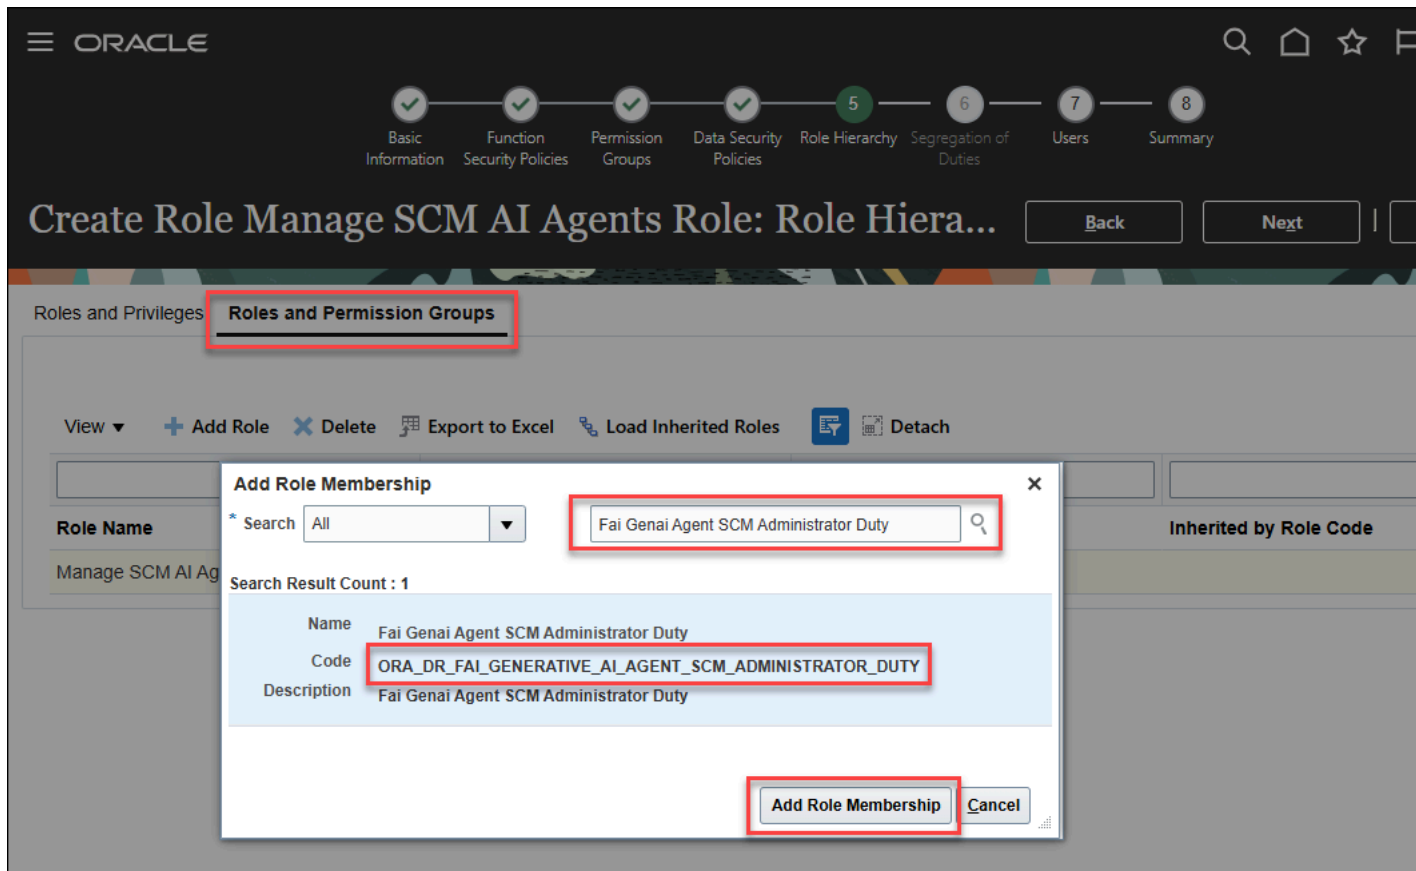 ORACLE
5 6 7 8
Basic Information
Function Security Policies
Permission Groups
Data Security Policies
Role Hierarchy
Segregation of Duties
Users
Summary
Create Role Manage SCM AI Agents Role: Role Hiera...
Back Next |
Roles and Privileges Roles and Permission Groups
View Add Role Delete Export to Excel Load Inherited Roles Detach
Role Name Inherited by Role Code
Manage SCM AI Ag
Add Role Membership
* Search All Fai Genai Agent SCM Administrator Duty
Search Result Count : 1
Name Fai Genai Agent SCM Administrator Duty
Code ORA_DR_FAI_GENERATIVE_AI_AGENT_SCM_ADMINISTRATOR_DUTY
Description Fai Genai Agent SCM Administrator Duty
Add Role Membership Cancel